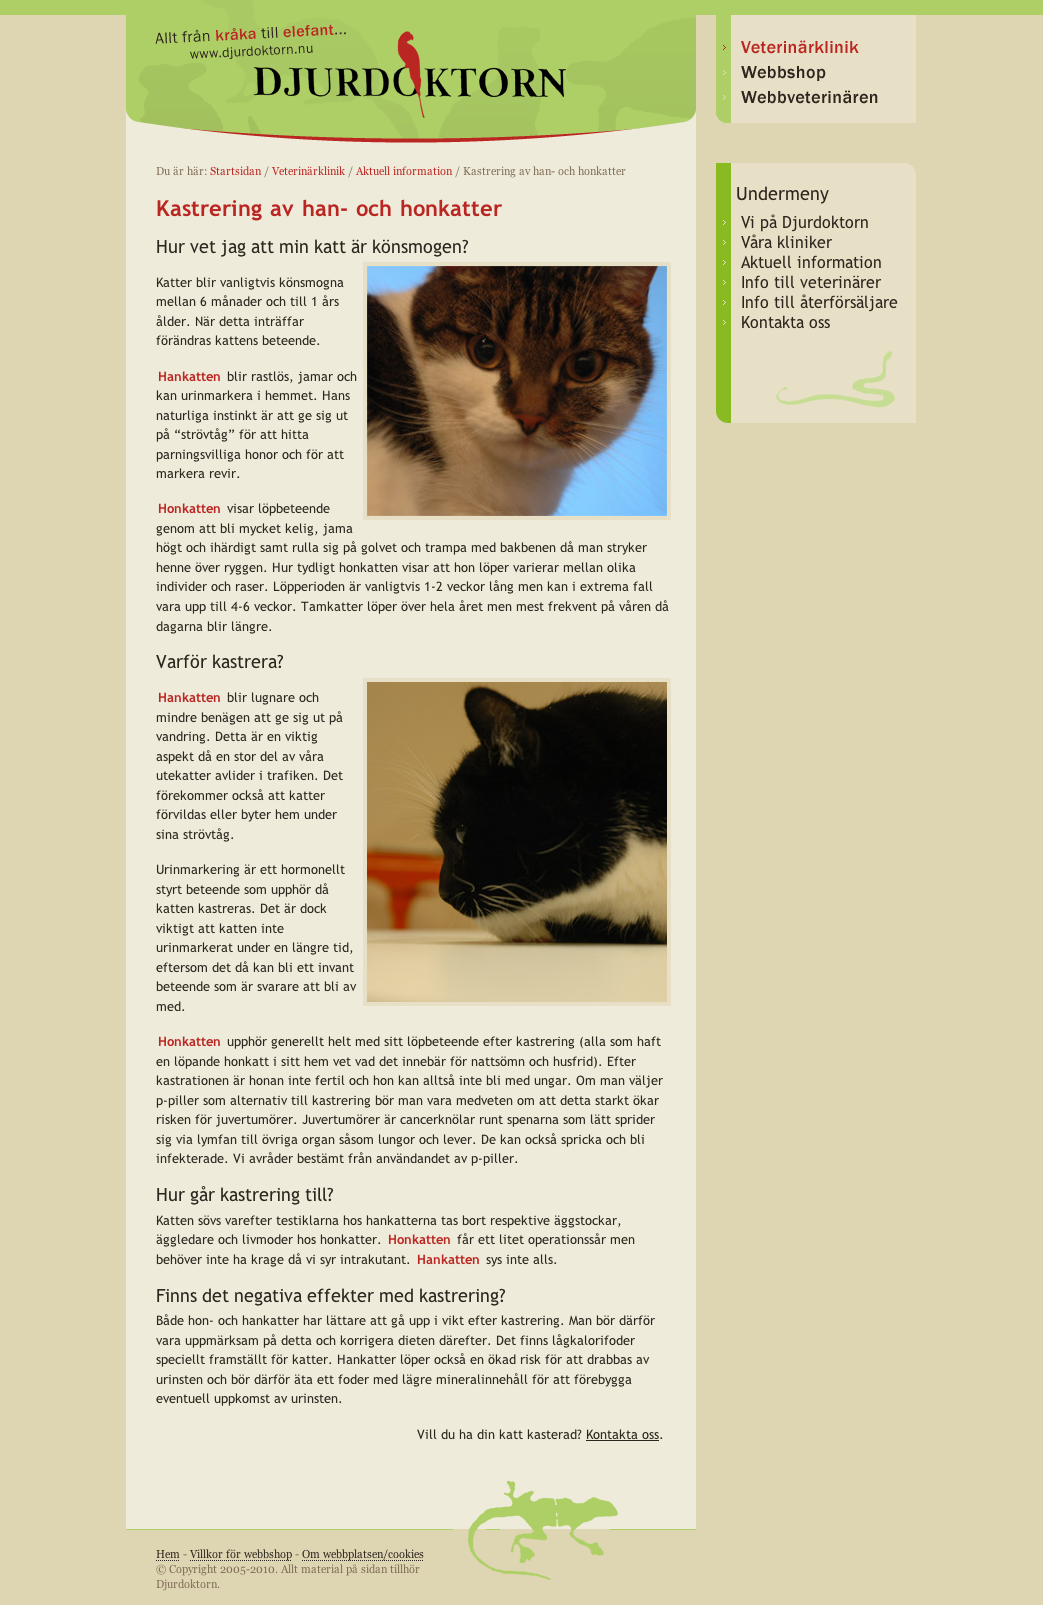 Allt från kråka till elefant...
www.djurdoktorn.nu
DJURDOKTORN
Veterinärklinik
Webbshop
Webbveterinären
Du är här: Startsidan / Veterinärklinik / Aktuell information / Kastrering av han- och honkatter
Kastrering av han- och honkatter
Hur vet jag att min katt är könsmogen?
Katter blir vanligtvis könsmogna
mellan 6 månader och till 1 års
ålder. När detta inträffar
förändras kattens beteende.
Hankatten blir rastlös, jamar och
kan urinmarkera i hemmet. Hans
naturliga instinkt är att ge sig ut
på “strövtåg” för att hitta
parningsvilliga honor och för att
markera revir.
Honkatten visar löpbeteende
genom att bli mycket kelig, jama
högt och ihärdigt samt rulla sig på golvet och trampa med bakbenen då man stryker
henne över ryggen. Hur tydligt honkatten visar att hon löper varierar mellan olika
individer och raser. Löpperioden är vanligtvis 1-2 veckor lång men kan i extrema fall
vara upp till 4-6 veckor. Tamkatter löper över hela året men mest frekvent på våren då
dagarna blir längre.
Varför kastrera?
Hankatten blir lugnare och
mindre benägen att ge sig ut på
vandring. Detta är en viktig
aspekt då en stor del av våra
utekatter avlider i trafiken. Det
förekommer också att katter
förvildas eller byter hem under
sina strövtåg.
Urinmarkering är ett hormonellt
styrt beteende som upphör då
katten kastreras. Det är dock
viktigt att katten inte
urinmarkerat under en längre tid,
eftersom det då kan bli ett invant
beteende som är svarare att bli av
med.
Honkatten upphör generellt helt med sitt löpbeteende efter kastrering (alla som haft
en löpande honkatt i sitt hem vet vad det innebär för nattsömn och husfrid). Efter
kastrationen är honan inte fertil och hon kan alltså inte bli med ungar. Om man väljer
p-piller som alternativ till kastrering bör man vara medveten om att detta starkt ökar
risken för juvertumörer. Juvertumörer är cancerknölar runt spenarna som lätt sprider
sig via lymfan till övriga organ såsom lungor och lever. De kan också spricka och bli
infekterade. Vi avråder bestämt från användandet av p-piller.
Hur går kastrering till?
Katten sövs varefter testiklarna hos hankatterna tas bort respektive äggstockar,
äggledare och livmoder hos honkatter. Honkatten får ett litet operationssår men
behöver inte ha krage då vi syr intrakutant. Hankatten sys inte alls.
Finns det negativa effekter med kastrering?
Både hon- och hankatter har lättare att gå upp i vikt efter kastrering. Man bör därför
vara uppmärksam på detta och korrigera dieten därefter. Det finns lågkalorifoder
speciellt framställt för katter. Hankatter löper också en ökad risk för att drabbas av
urinsten och bör därför äta ett foder med lägre mineralinnehåll för att förebygga
eventuell uppkomst av urinsten.
Vill du ha din katt kasterad? Kontakta oss.
Undermeny
Vi på Djurdoktorn
Våra kliniker
Aktuell information
Info till veterinärer
Info till återförsäljare
Kontakta oss
Hem - Villkor för webbshop - Om webbplatsen/cookies
© Copyright 2005-2010. Allt material på sidan tillhör
Djurdoktorn.